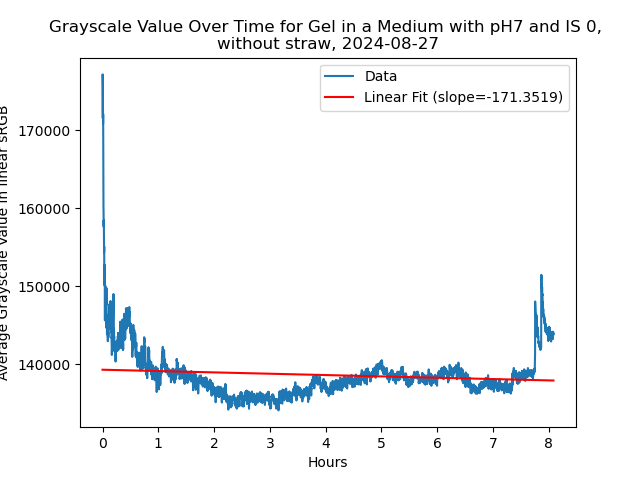 Grayscale Value Over Time for Gel in a Medium with pH7 and IS 0,
without straw, 2024-08-27
Data
Linear Fit (slope=-171.3519)
Average Grayscale Value in linear sRGB
170000
160000
150000
140000
0 1 2 3 4 5 6 7 8
Hours